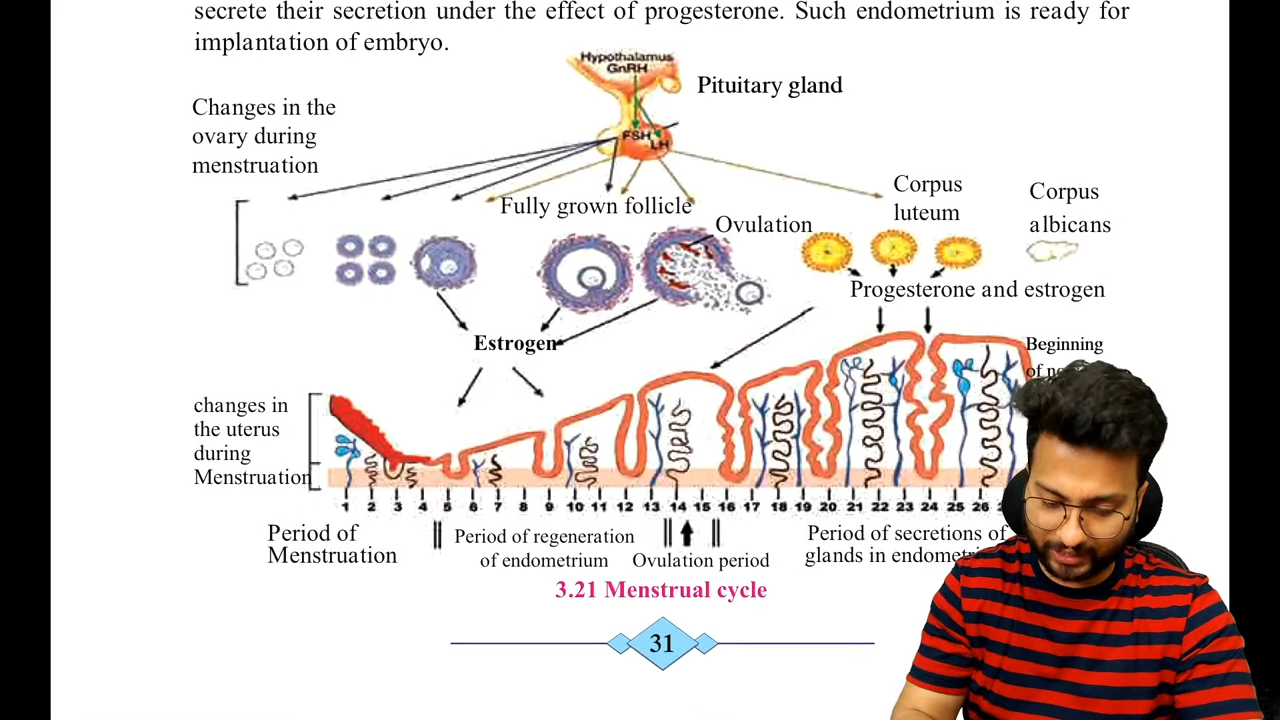 secrete their secretion under the effect of progesterone. Such endometrium is ready for
implantation of embryo.
Hypothalamus
GnRH
Pituitary gland
FSH
LH
Changes in the
ovary during
menstruation
Fully grown follicle
Ovulation
Corpus
luteum
Corpus
albicans
Progesterone and estrogen
Estrogen
Beginning
of
changes in
the uterus
during
Menstruation
1 2 3 4 5 6 7 8 9 10 11 12 13 14 15 16 17 18 19 20 21 22 23 24 25 26
Period of
Menstruation
Period of regeneration
of endometrium
Ovulation period
Period of secretions of
glands in
3.21 Menstrual cycle
31